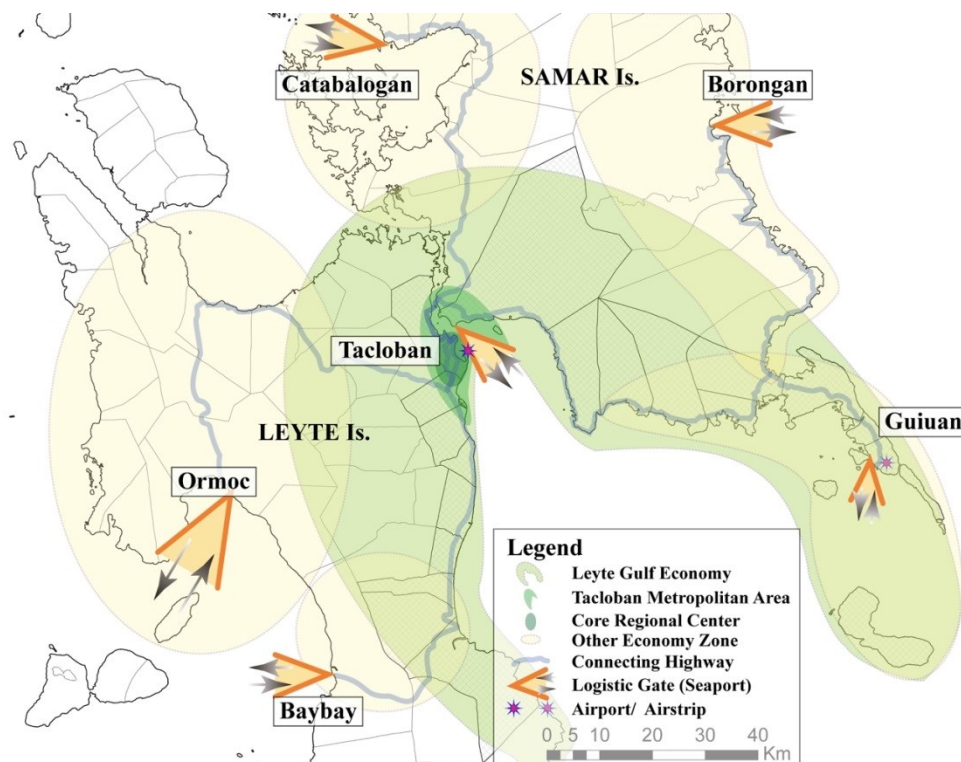 SAMAR Is.
Catabalogan
Borongan
Tacloban
LEYTE Is.
Guiuan
Ormoc
Baybay
Legend
Leyte Gulf Economy
Tacloban Metropolitan Area
Core Regional Center
Other Economy Zone
Connecting Highway
Logistic Gate (Seaport)
Airport/ Airstrip
0 5 10 20 30 40
Km